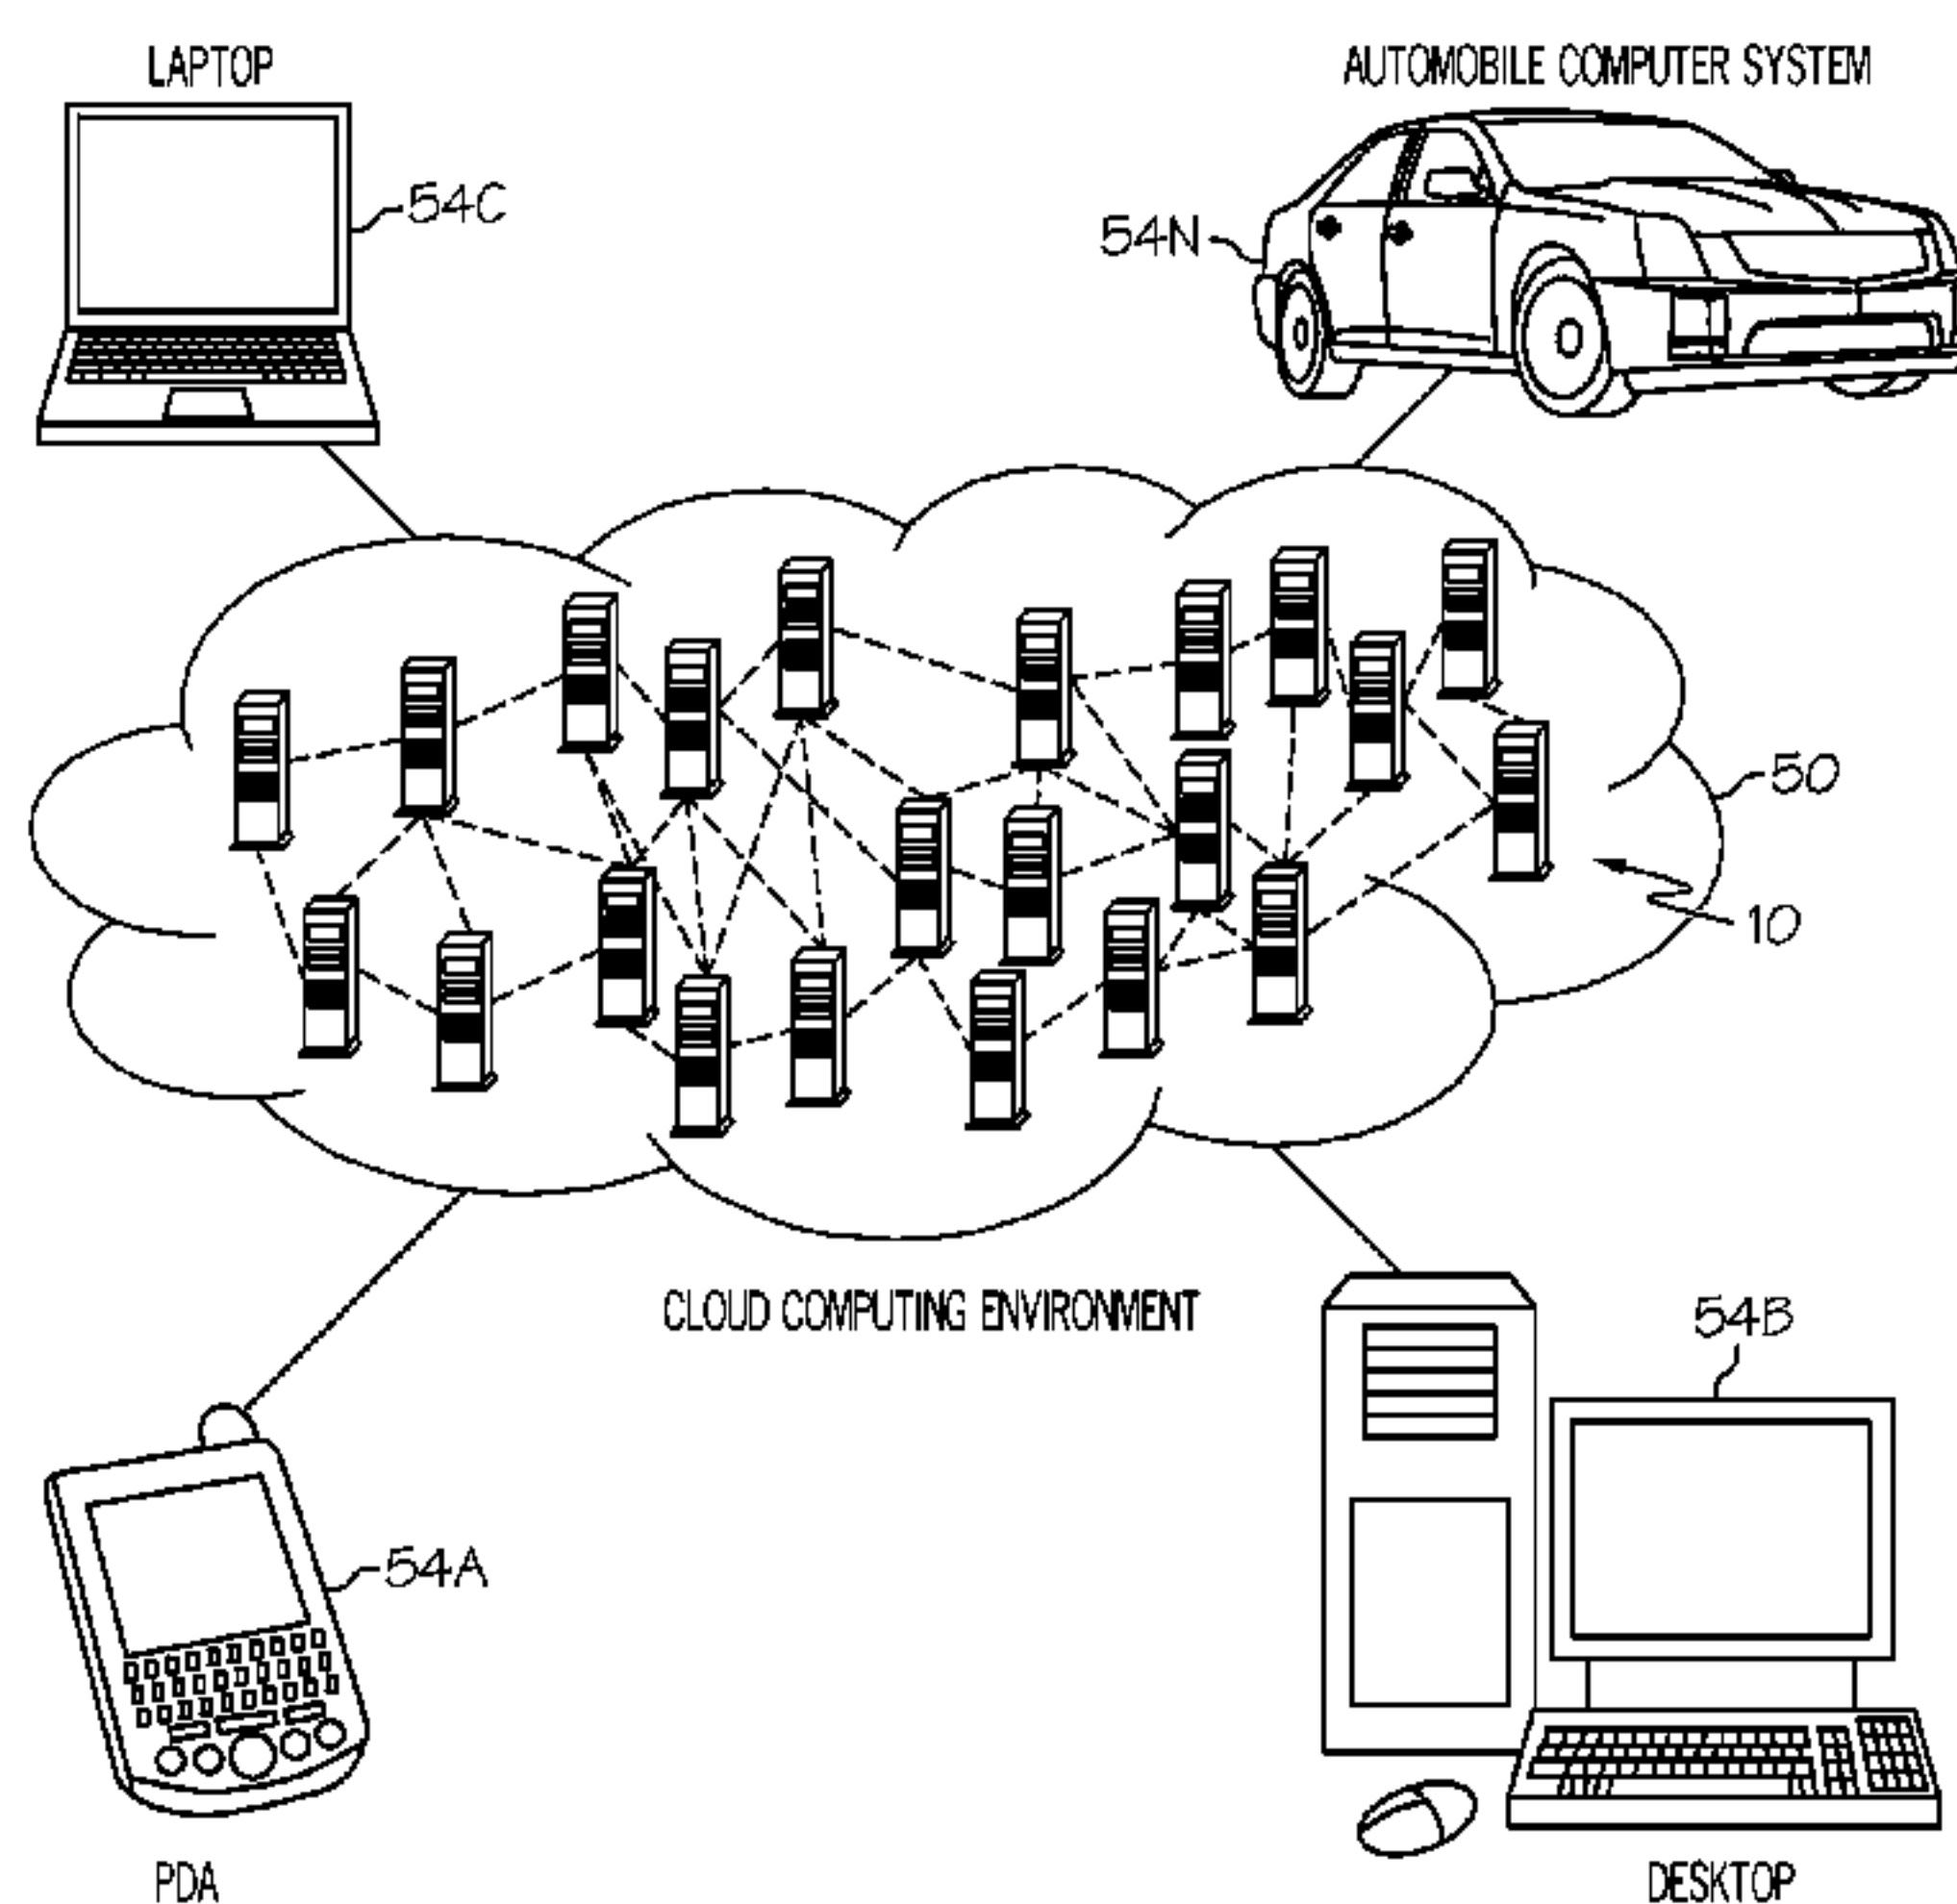 LAPTOP
AUTOMOBILE COMPUTER SYSTEM
54C
54N
50
10
CLOUD COMPUTING ENVIRONMENT
54B
54A
PDA
DESKTOP